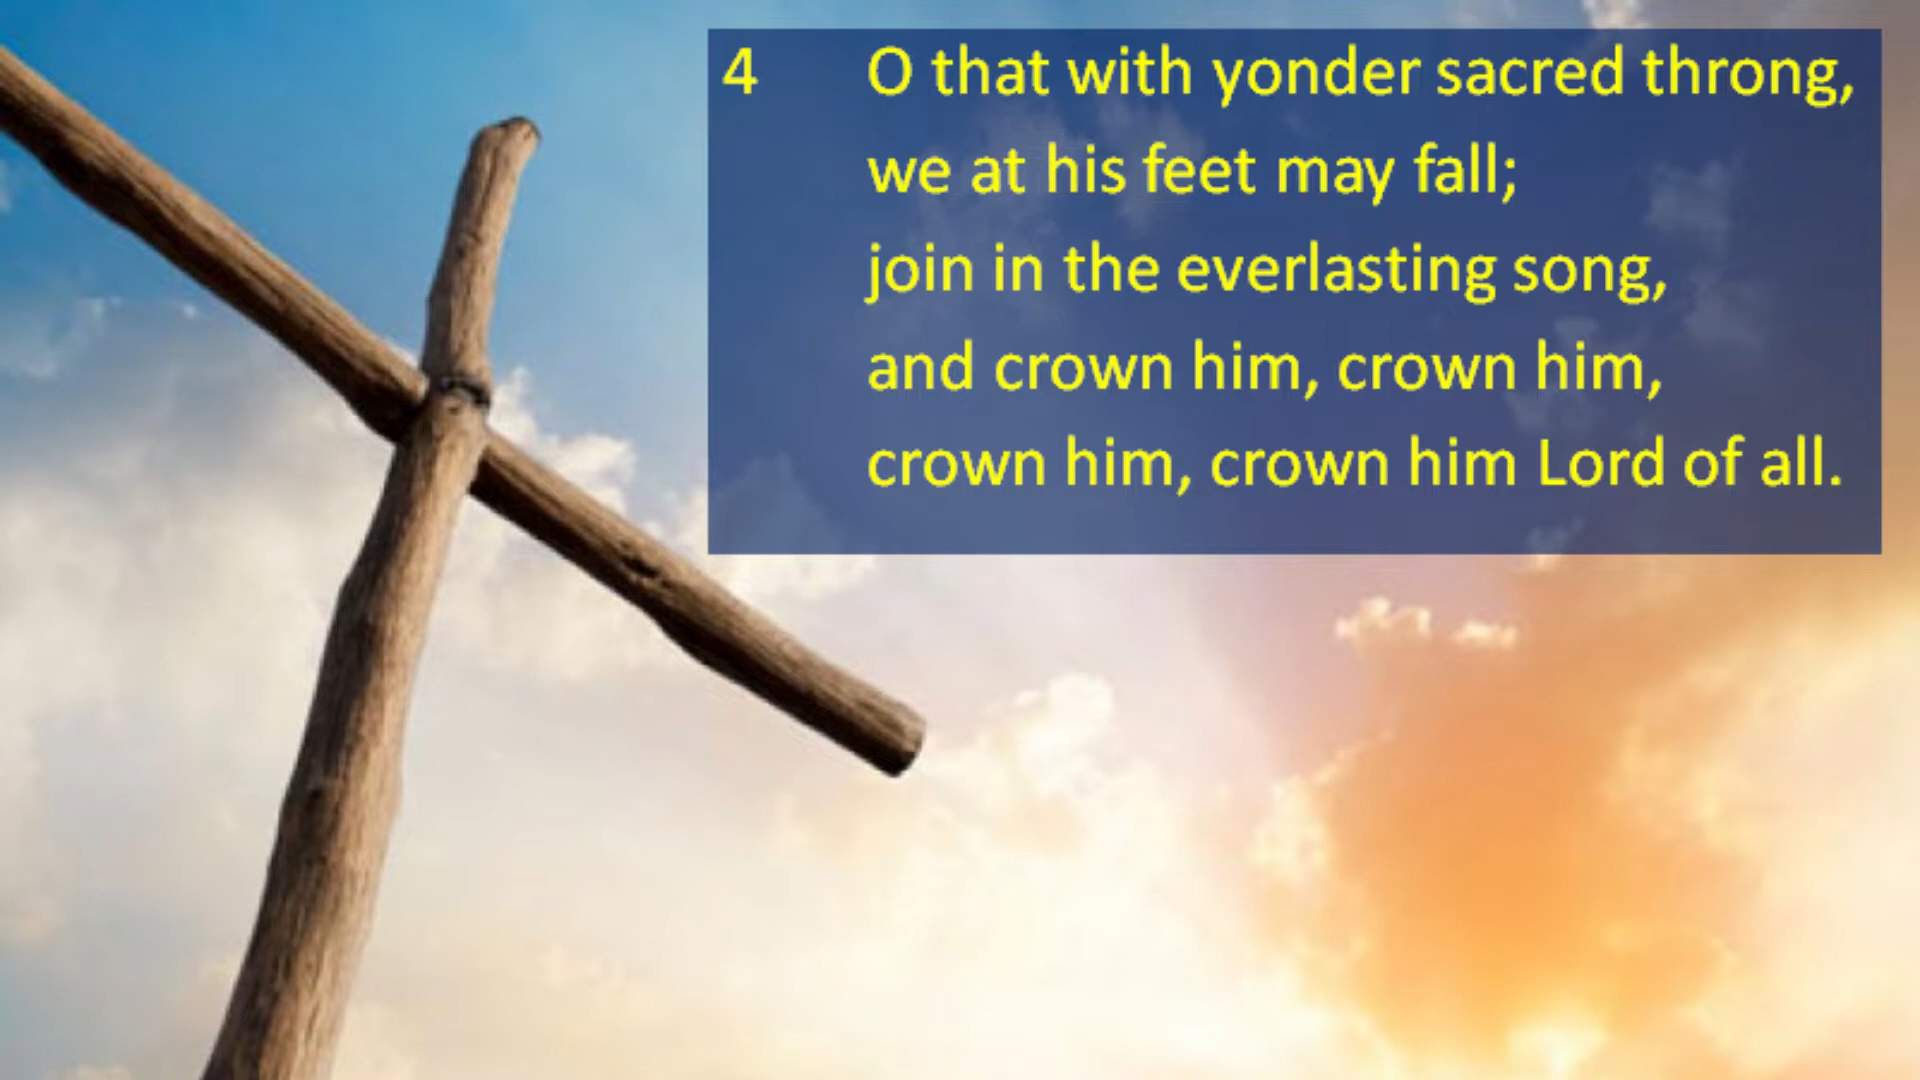 4 O that with yonder sacred throng,
we at his feet may fall;
join in the everlasting song,
and crown him, crown him,
crown him, crown him Lord of all.